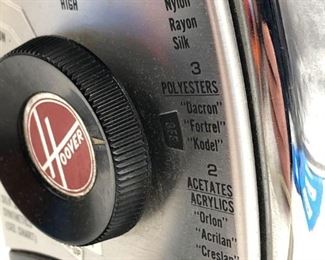 HIGH
Nylon
Rayon
Silk
3
POLYESTERS
"Dacron"
"Fortrel"
"Kodel"
2
ACETATES
ACRYLICS
"Orlon"
"Acrilan"
"Creslan"
HOOVER